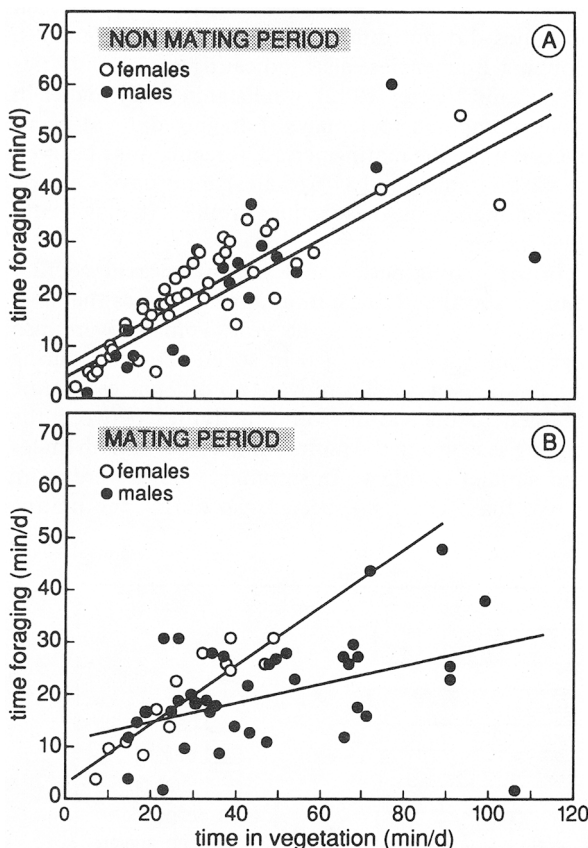 NON MATING PERIOD
A
females
males
time foraging (min/d)
70
60
50
40
30
20
10
0
MATING PERIOD
B
females
males
time foraging (min/d)
70
60
50
40
30
20
10
0
0 20 40 60 80 100 120
time in vegetation (min/d)